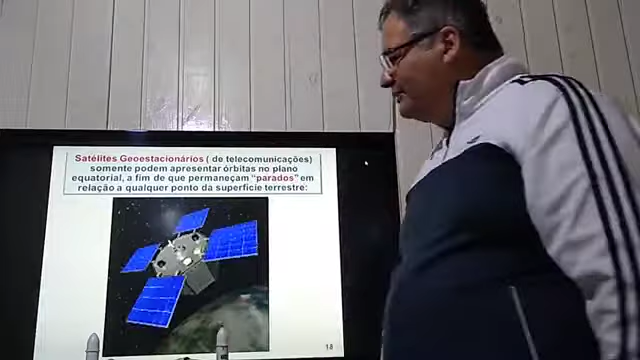 Satélites Geoestacionários ( de telecomunicações)
somente podem apresentar órbitas no plano
equatorial, a fim de que permaneçam "parados" em
relação a qualquer ponto da superfície terrestre:
18